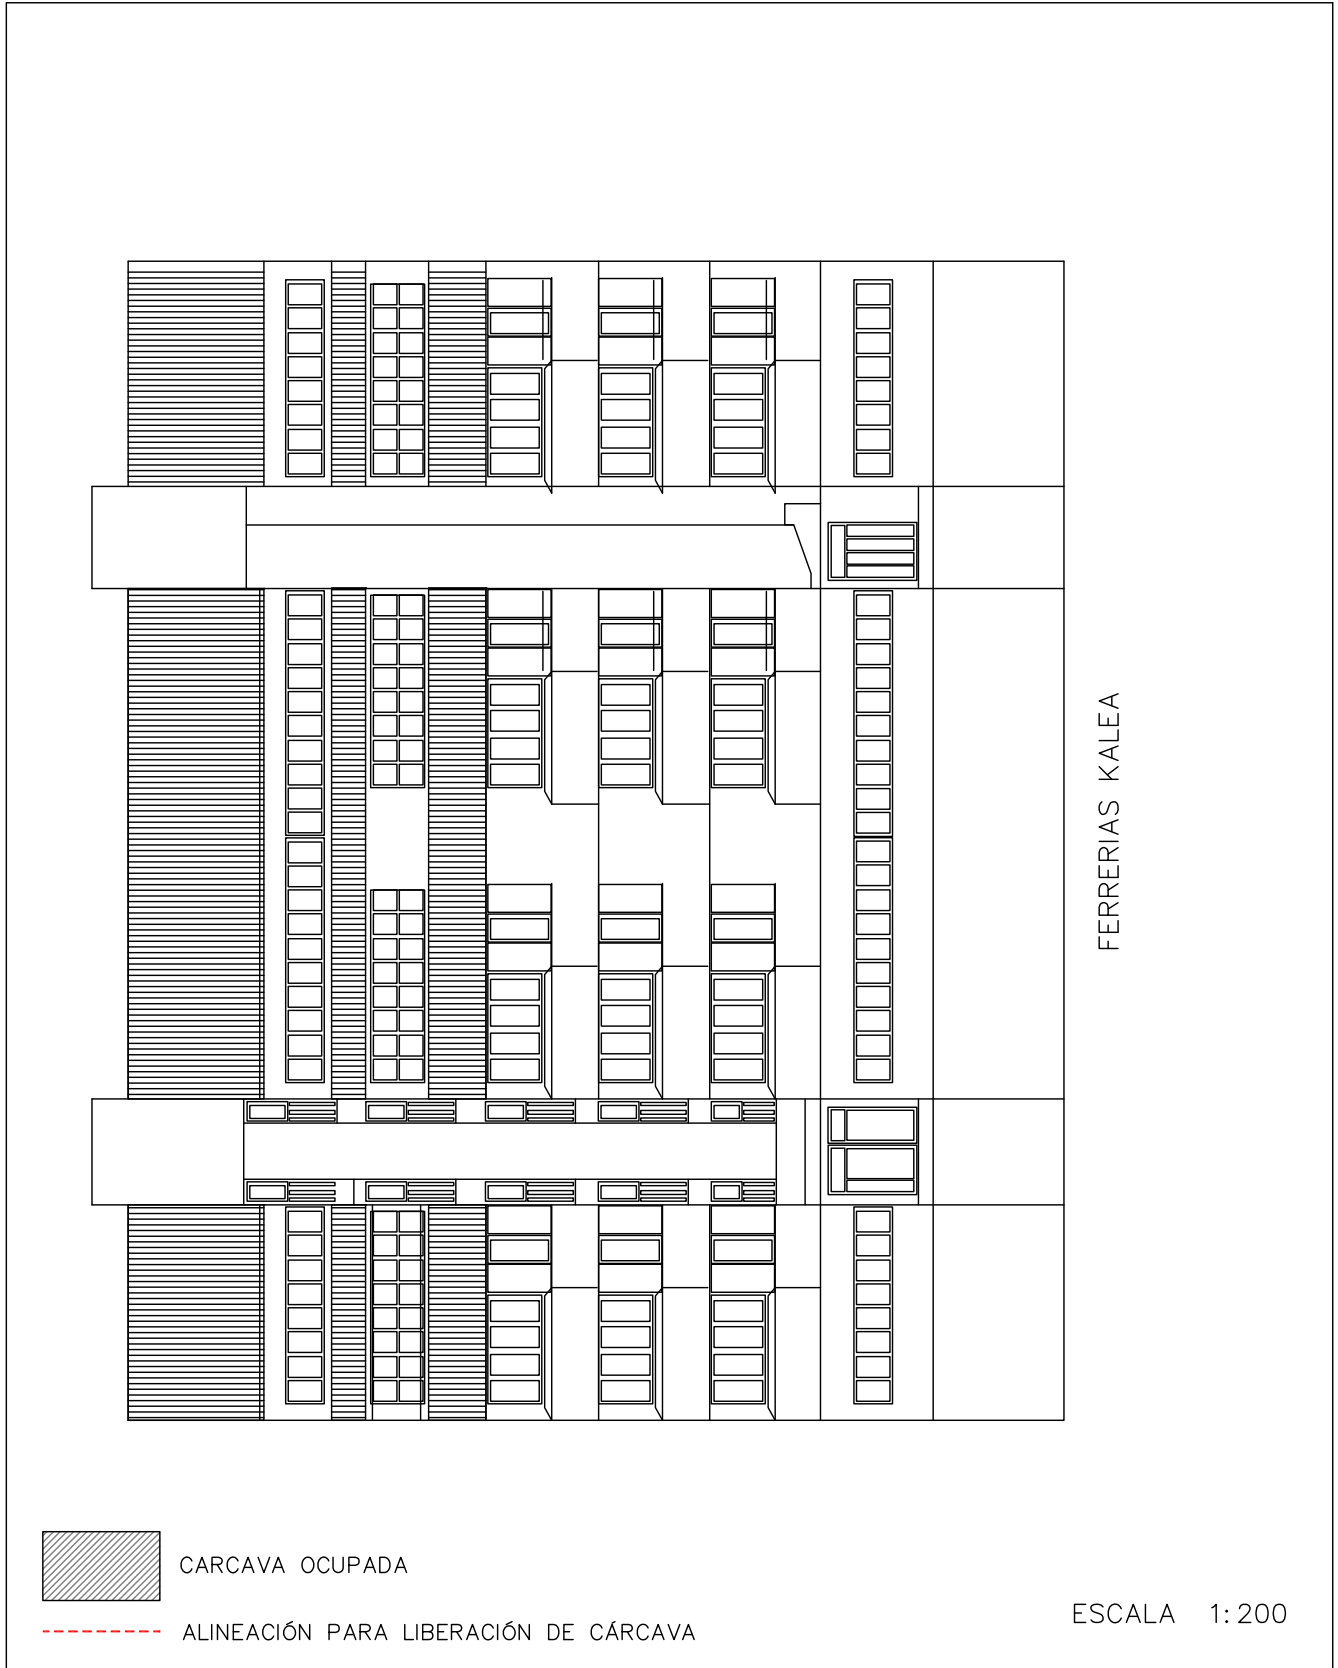 FERRERIAS KALEA
CARCAVA OCUPADA
ALINEACIÓN PARA LIBERACIÓN DE CÁRCAVA
ESCALA 1:200